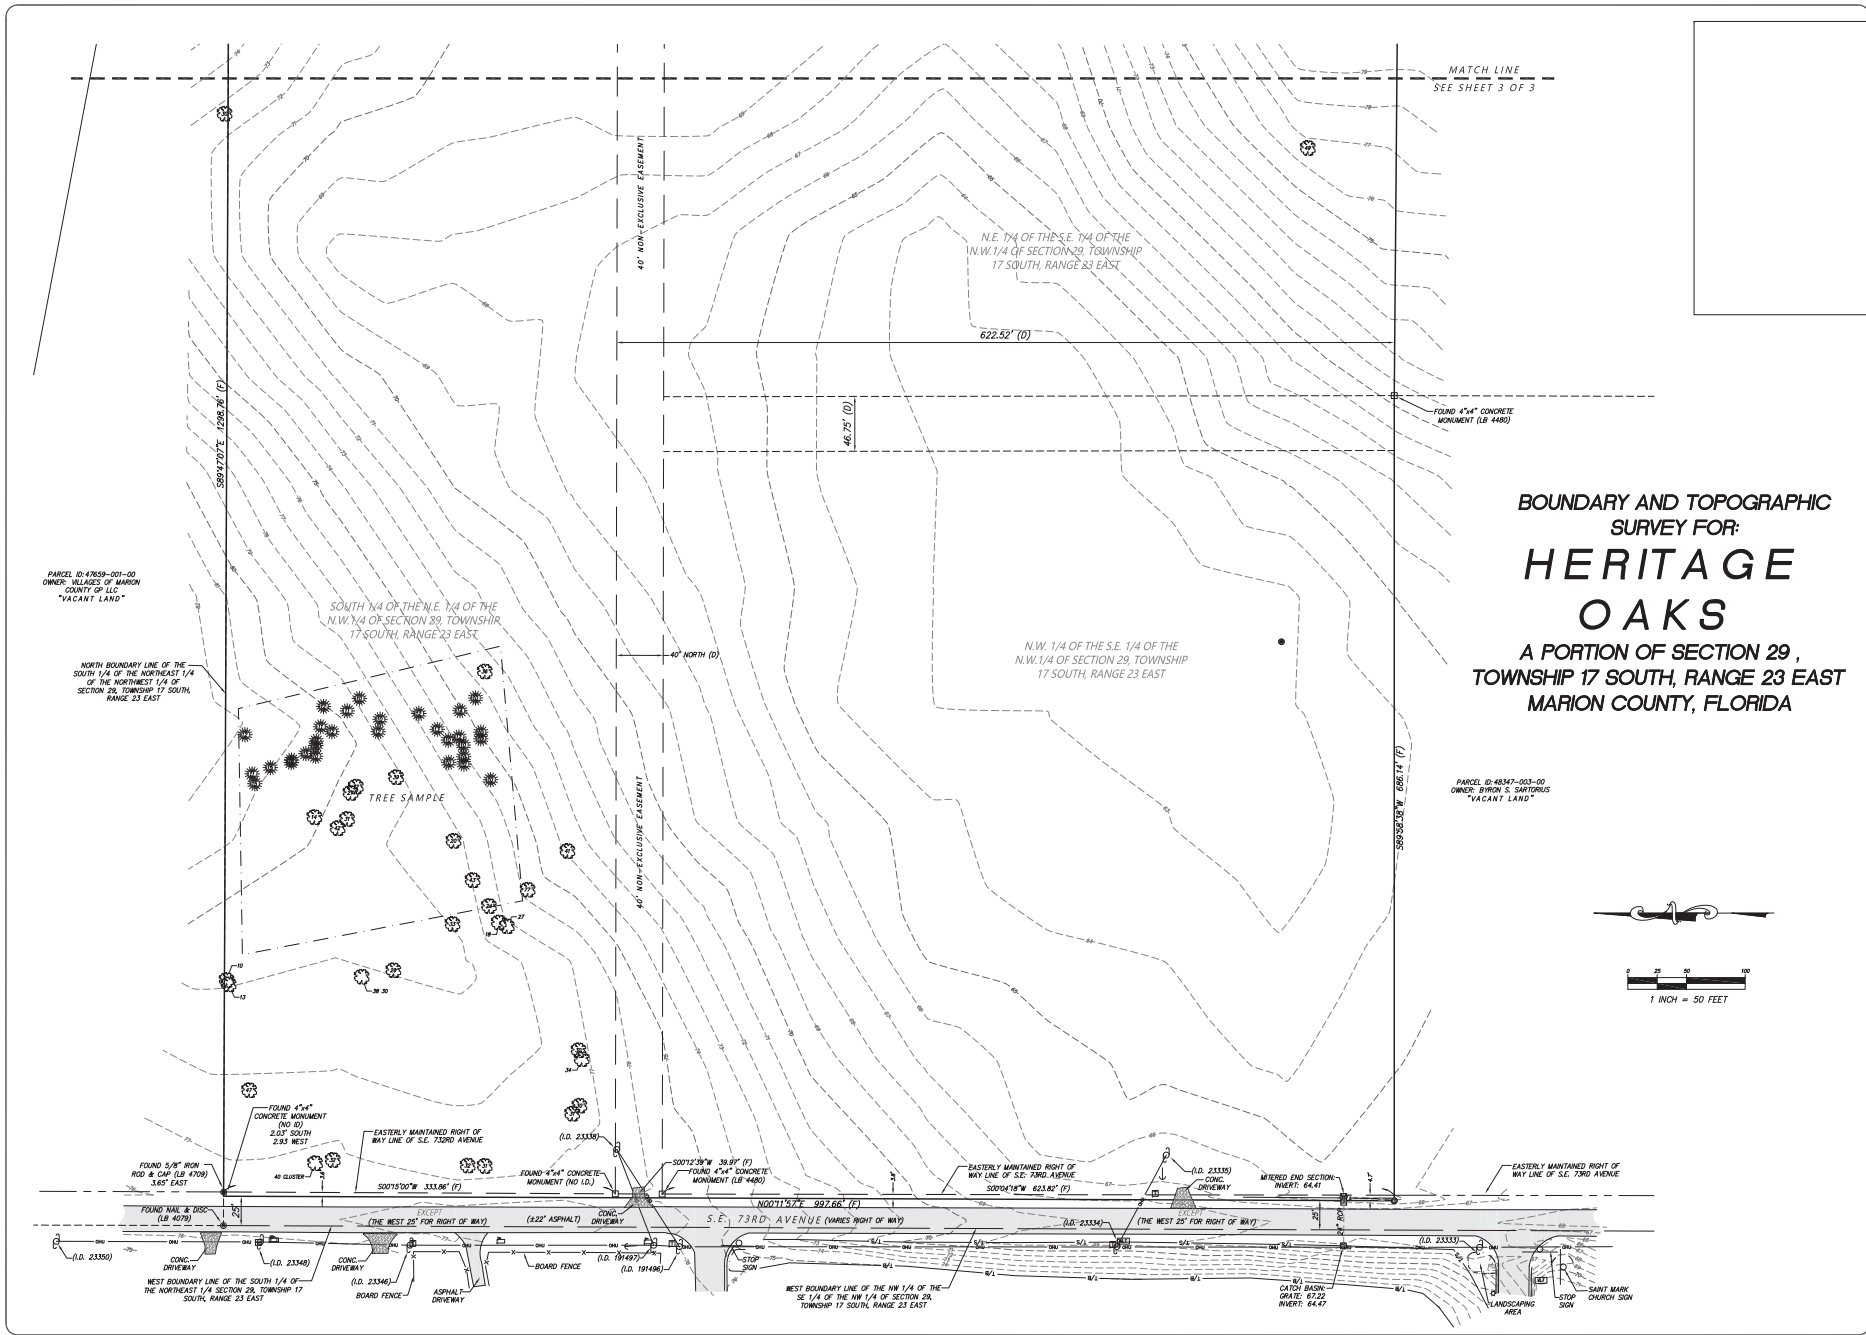 MATCH LINE
SEE SHEET 3 OF 3
40' NON-EXCLUSIVE EASEMENT
N.E. 1/4 OF THE S.E. 1/4 OF THE
N.W.1/4 OF SECTION 29, TOWNSHIP
17 SOUTH, RANGE 23 EAST
622.52' (D)
46.75' (D)
FOUND 4"x4" CONCRETE
MONUMENT (LB 4480)
S89°47'07"E 1298.76' (F)
BOUNDARY AND TOPOGRAPHIC
SURVEY FOR:
HERITAGE
OAKS
A PORTION OF SECTION 29 ,
TOWNSHIP 17 SOUTH, RANGE 23 EAST
MARION COUNTY, FLORIDA
PARCEL ID:47659-001-00
OWNER: VILLAGES OF MARION
COUNTY GP LLC
"VACANT LAND"
SOUTH 1/4 OF THE N.E. 1/4 OF THE
N.W.1/4 OF SECTION 29, TOWNSHIP
17 SOUTH, RANGE 23 EAST
NORTH BOUNDARY LINE OF THE
SOUTH 1/4 OF THE NORTHEAST 1/4
OF THE NORTHWEST 1/4 OF
SECTION 29, TOWNSHIP 17 SOUTH,
RANGE 23 EAST
40' NORTH (D)
N.W. 1/4 OF THE S.E. 1/4 OF THE
N.W.1/4 OF SECTION 29, TOWNSHIP
17 SOUTH, RANGE 23 EAST
TREE SAMPLE
40' NON-EXCLUSIVE EASEMENT
S89°58'38"W 686.14' (F)
PARCEL ID:48347-003-00
OWNER: BYRON S. SARTORIUS
"VACANT LAND"
27
18
10
13
38 30
34
0 25 50 100
1 INCH = 50 FEET
FOUND 4"x4"
CONCRETE MONUMENT
(NO ID)
2.03' SOUTH
2.93 WEST
EASTERLY MAINTAINED RIGHT OF
WAY LINE OF S.E. 732RD AVENUE
(I.D. 23338)
FOUND 5/8" IRON
ROD & CAP (LB 4709)
3.65' EAST
40 CLUSTER
FOUND 4"x4" CONCRETE
MONUMENT (NO I.D.)
S00°12'39"W 39.97' (F)
FOUND 4"x4" CONCRETE
MONUMENT (LB 4480)
EASTERLY MAINTAINED RIGHT OF
WAY LINE OF S.E. 73RD AVENUE
(I.D. 23335)
CONC.
DRIVEWAY
MITERED END SECTION:
INVERT: 64.41
EASTERLY MAINTAINED RIGHT OF
WAY LINE OF S.E. 73RD AVENUE
S00°15'00"W 333.86' (F)
S00°04'18"W 623.82' (F)
N00°11'57"E 997.66' (F)
FOUND NAIL & DISC
(LB 4079)
25'
EXCEPT
(THE WEST 25' FOR RIGHT OF WAY)
(±22' ASPHALT)
CONC.
DRIVEWAY
S.E. 73RD AVENUE (VARIES RIGHT OF WAY)
(I.D. 23334)
EXCEPT
(THE WEST 25' FOR RIGHT OF WAY)
25'
24" RCP
(I.D. 23333)
(I.D. 23350)
CONC.
DRIVEWAY
(I.D. 23348)
CONC.
DRIVEWAY
(I.D. 23346)
BOARD FENCE
ASPHALT
DRIVEWAY
BOARD FENCE
(I.D. 191497)
(I.D. 191496)
STOP
SIGN
WEST BOUNDARY LINE OF THE SOUTH 1/4 OF
THE NORTHEAST 1/4 SECTION 29, TOWNSHIP 17
SOUTH, RANGE 23 EAST
WEST BOUNDARY LINE OF THE NW 1/4 OF THE
SE 1/4 OF THE NW 1/4 OF SECTION 29,
TOWNSHIP 17 SOUTH, RANGE 23 EAST
CATCH BASIN:
GRATE: 67.22
INVERT: 64.47
LANDSCAPING
AREA
STOP
SIGN
SAINT MARK
CHURCH SIGN